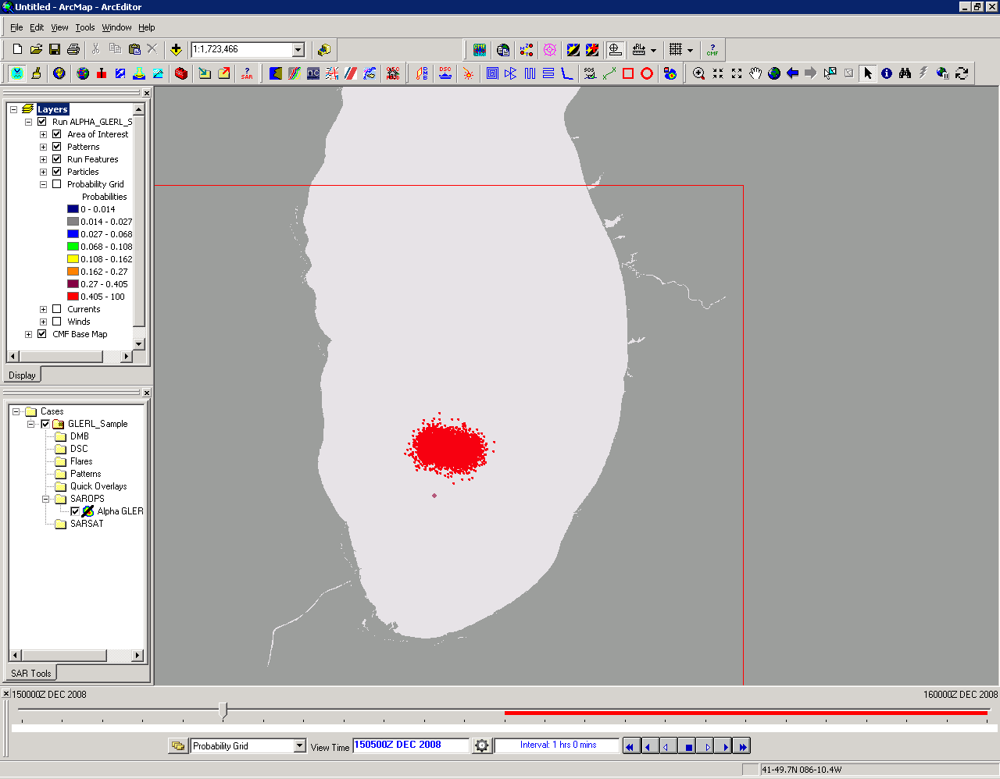 Untitled - ArcMap - ArcEditor
File Edit View Tools Window Help
1:1,723,466
Layers
Run ALPHA_GLERL_S
Area of Interest
Patterns
Run Features
Particles
Probability Grid
Probabilities
0 - 0.014
0.014 - 0.027
0.027 - 0.068
0.068 - 0.108
0.108 - 0.162
0.162 - 0.27
0.27 - 0.405
0.405 - 100
Currents
Winds
CMF Base Map
Display
Cases
GLERL_Sample
DMB
DSC
Flares
Patterns
Quick Overlays
SAROPS
Alpha GLER
SARSAT
SAR Tools
150000Z DEC 2008
160000Z DEC 2008
Probability Grid
View Time
150500Z DEC 2008
Interval: 1 hrs 0 mins
41-49.7N 086-10.4W